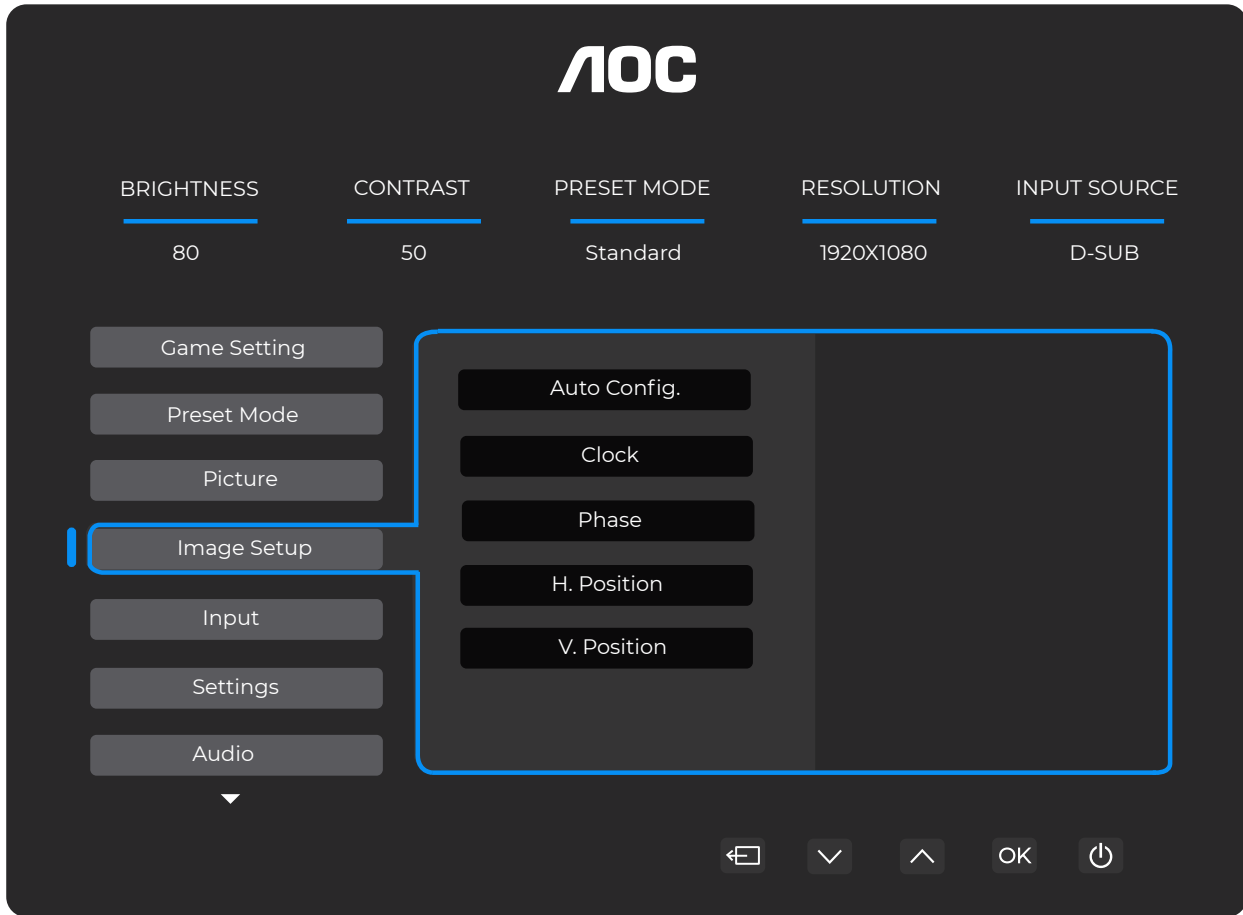 AOC
BRIGHTNESS CONTRAST PRESET MODE RESOLUTION INPUT SOURCE
80 50 Standard 1920X1080 D-SUB
Game Setting
Preset Mode
Picture
Image Setup
Input
Settings
Audio
Auto Config.
Clock
Phase
H. Position
V. Position
OK